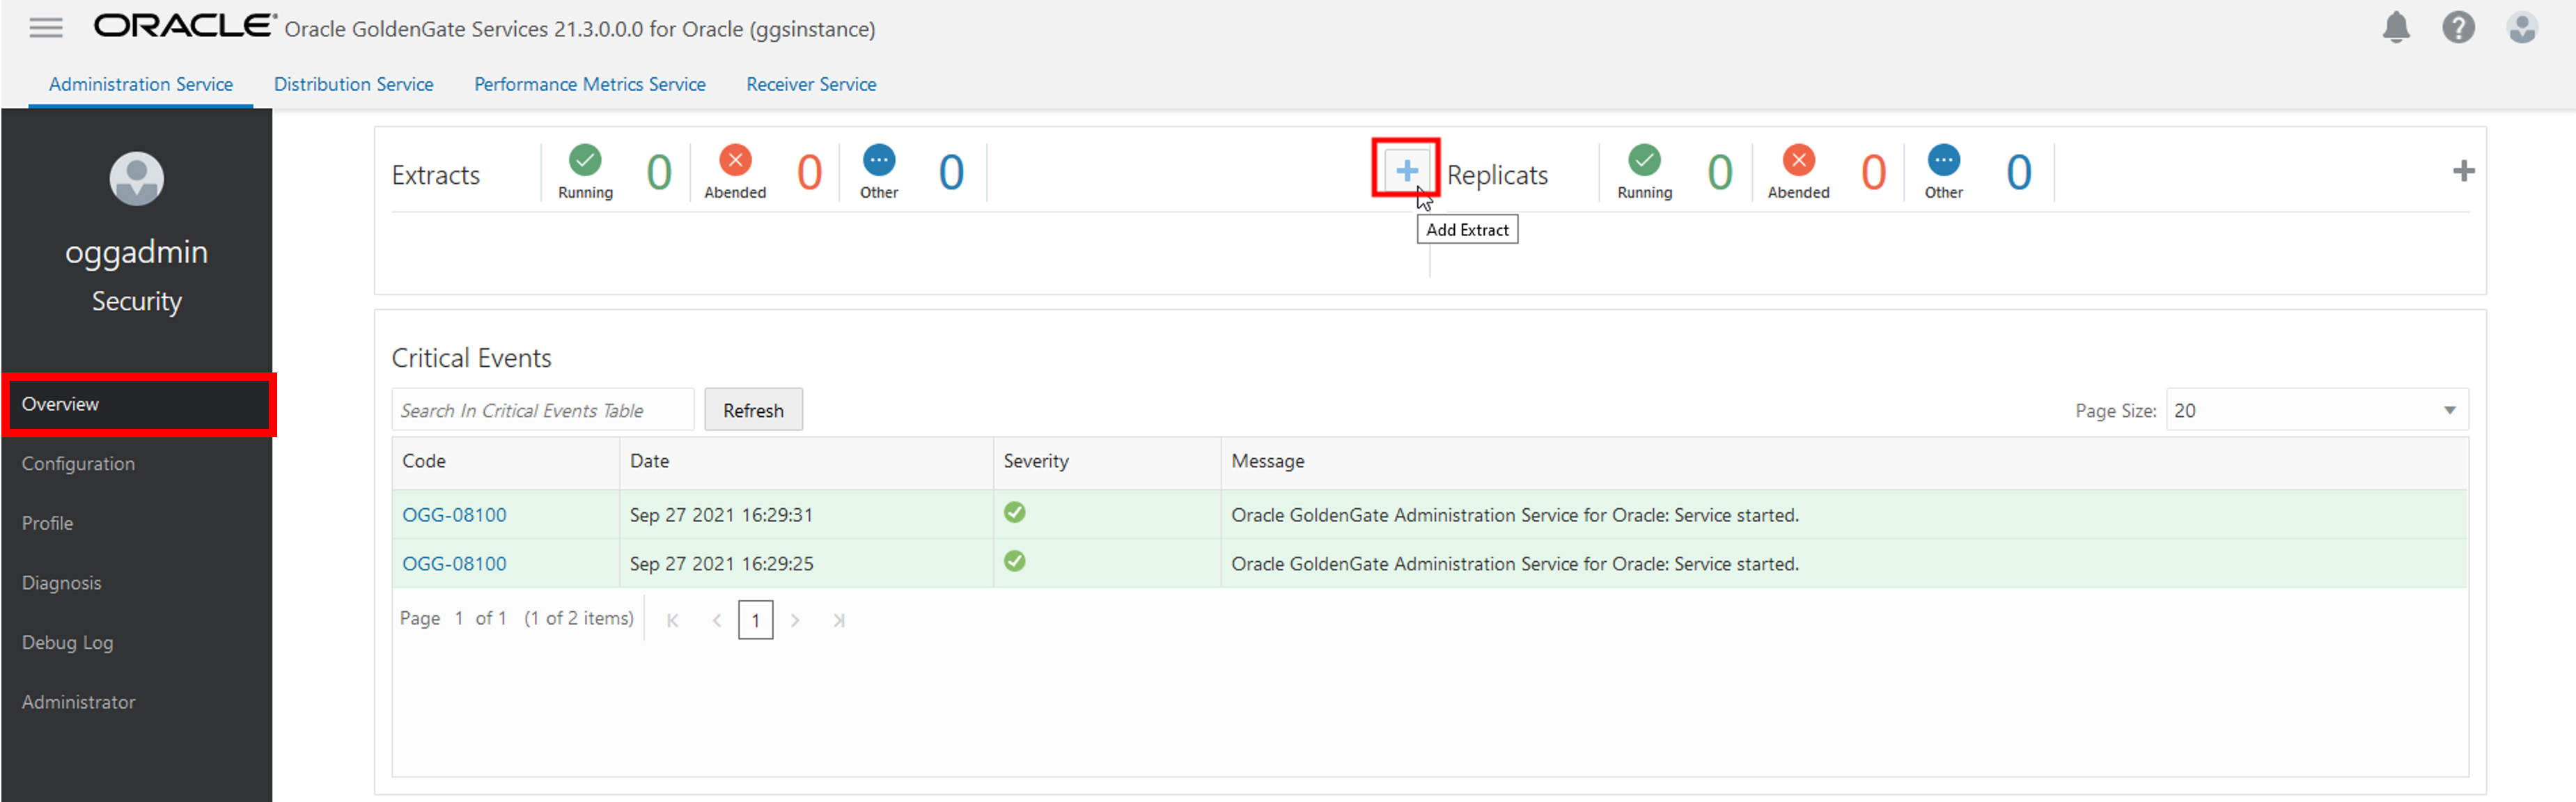 ORACLE Oracle GoldenGate Services 21.3.0.0.0 for Oracle (ggsinstance)
Administration Service Distribution Service Performance Metrics Service Receiver Service
oggadmin
Security
Overview
Configuration
Profile
Diagnosis
Debug Log
Administrator
Extracts Running 0 Abended 0 Other 0
Replicats Running 0 Abended 0 Other 0
Add Extract
Critical Events
Search In Critical Events Table Refresh Page Size: 20
Code Date Severity Message
OGG-08100 Sep 27 2021 16:29:31 Oracle GoldenGate Administration Service for Oracle: Service started.
OGG-08100 Sep 27 2021 16:29:25 Oracle GoldenGate Administration Service for Oracle: Service started.
Page 1 of 1 (1 of 2 items) 1